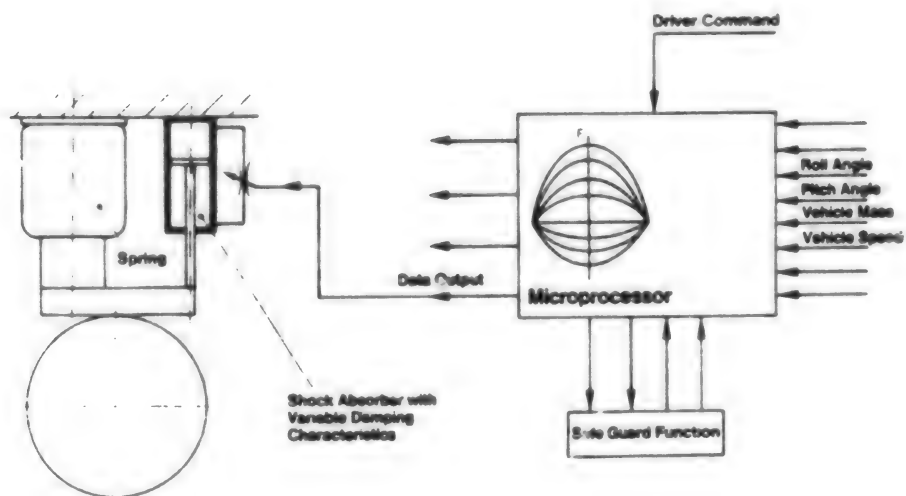 Driver Command
F
Roll Angle
Pitch Angle
Vehicle Mass
Vehicle Speed
Spring
Data Output
Microprocessor
Shock Absorber with
Variable Damping
Characteristics
Safe Guard Function